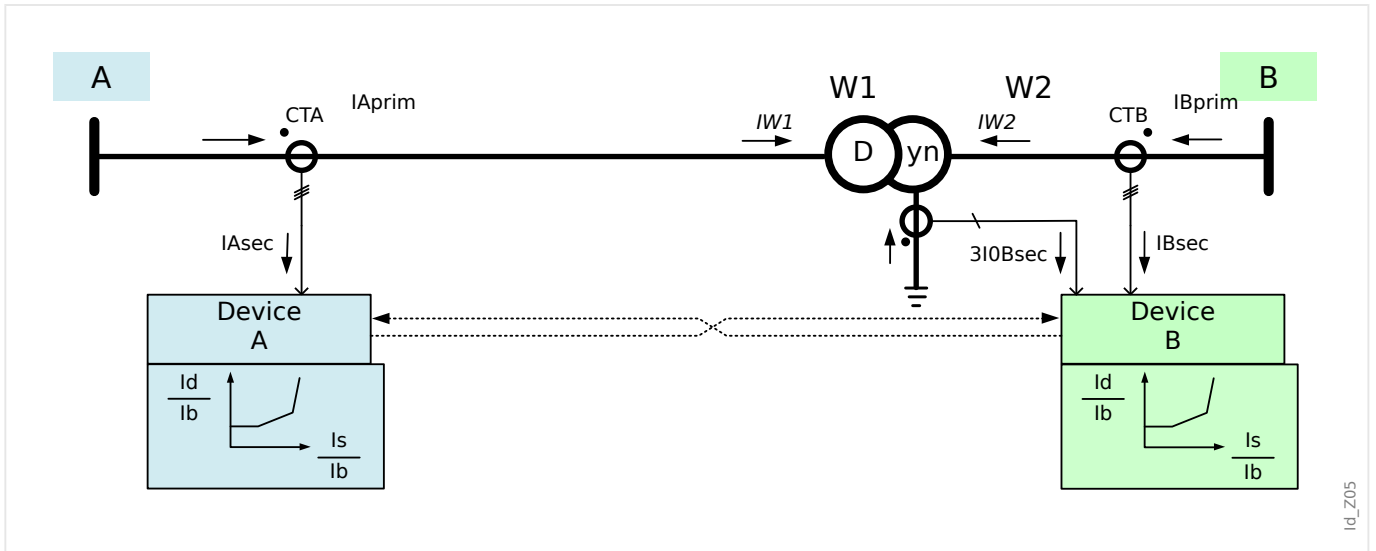 A
W1
W2
B
CTA
IAprim
IW1
IW2
CTB
IBprim
D
yn
IAsec
3I0Bsec
IBsec
Device
A
Device
B
Id
Ib
Is
Ib
Id
Ib
Is
Ib
Id_Z05